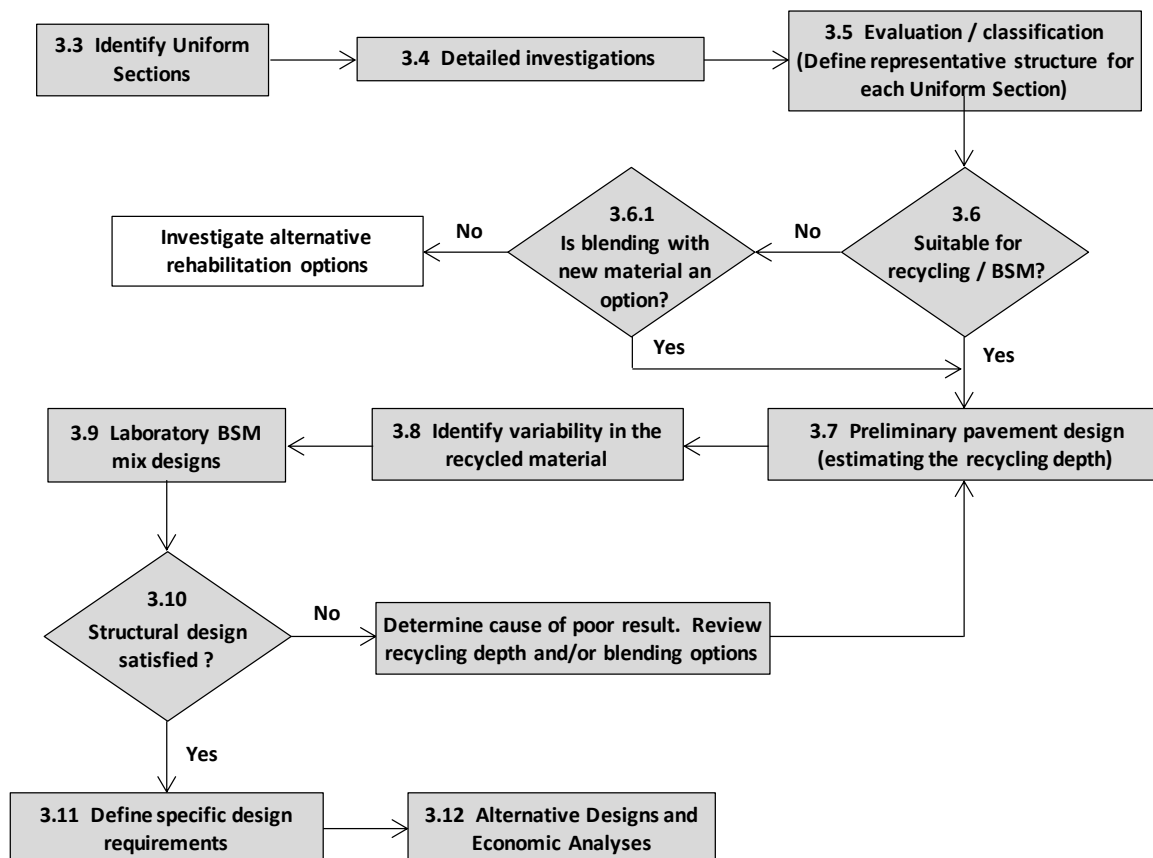 3.3 Identify Uniform
Sections
3.4 Detailed investigations
3.5 Evaluation / classification
(Define representative structure for
each Uniform Section)
3.6
Suitable for
recycling / BSM?
No
3.6.1
Is blending with
new material an
option?
No
Investigate alternative
rehabilitation options
Yes
Yes
3.7 Preliminary pavement design
(estimating the recycling depth)
3.8 Identify variability in the
recycled material
3.9 Laboratory BSM
mix designs
3.10
Structural design
satisfied ?
No
Determine cause of poor result. Review
recycling depth and/or blending options
Yes
3.11 Define specific design
requirements
3.12 Alternative Designs and
Economic Analyses